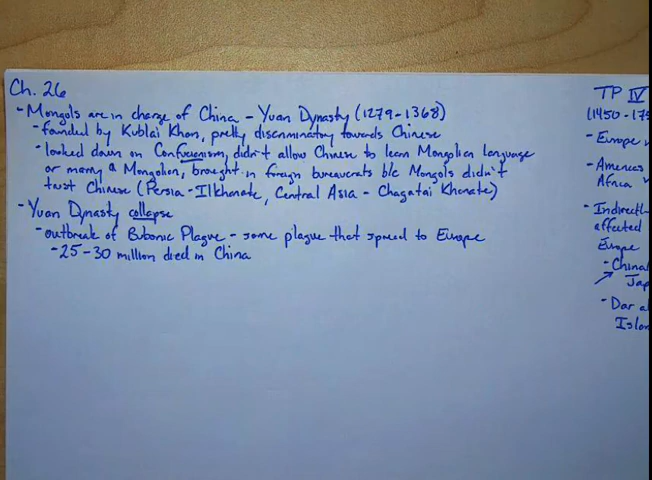 Ch. 26
- Mongols are in charge of China - Yuan Dynasty (1279-1368)
- founded by Kublai Khan, pretty discriminatory towards Chinese
- looked down on Confucianism, didn't allow Chinese to learn Mongolian language
or marry a Mongolian, brought in foreign bureaucrats b/c Mongols didn't
trust Chinese (Persia - Ilkhanate, Central Asia - Chagatai Khanate)
- Yuan Dynasty collapse
- outbreak of Bubonic Plague - same plague that spread to Europe
- 25-30 million died in China
TP IV
(1450-175
- Europe
- Americas
Africa
- Indirectl
affected
Europe
- China
Jap
- Dar a
Islam